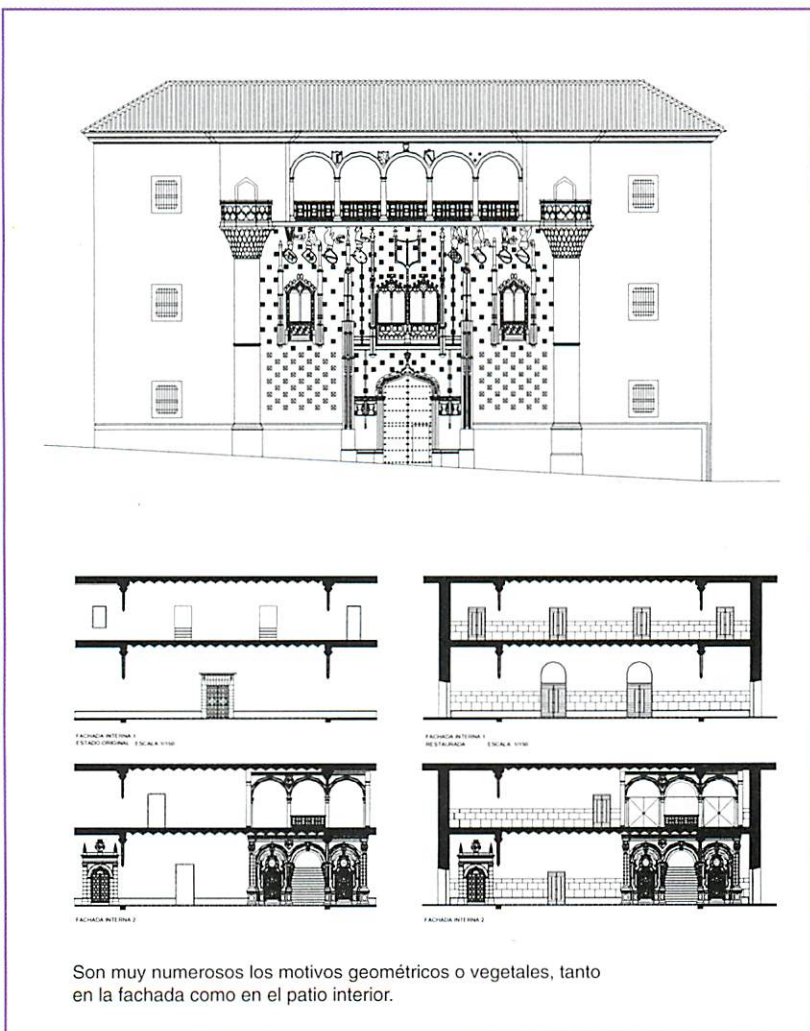 FACHADA INTERNA 1
ESTADO ORIGINAL ESCALA 1/150
FACHADA INTERNA 1
RESTAURADA ESCALA 1/150
FACHADA INTERNA 2
FACHADA INTERNA 2
Son muy numerosos los motivos geométricos o vegetales, tanto
en la fachada como en el patio interior.